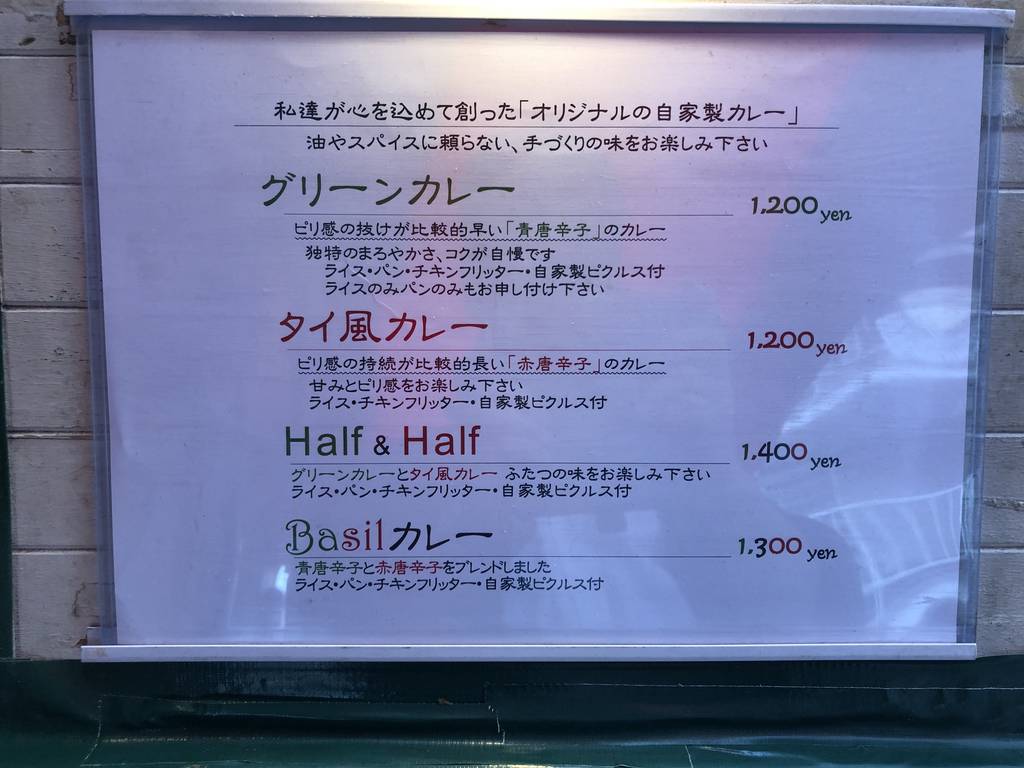 私達が心を込めて創った「オリジナルの自家製カレー」
油やスパイスに頼らない、手づくりの味をお楽しみ下さい
グリーンカレー 1,200 yen
ピリ感の抜けが比較的早い「青唐辛子」のカレー
独特のまろやかさ、コクが自慢です
ライス・パン・チキンフリッター・自家製ピクルス付
ライスのみパンのみもお申し付け下さい
タイ風カレー 1,200 yen
ピリ感の持続が比較的長い「赤唐辛子」のカレー
甘みとピリ感をお楽しみ下さい
ライス・チキンフリッター・自家製ピクルス付
Half & Half 1,400 yen
グリーンカレーとタイ風カレー ふたつの味をお楽しみ下さい
ライス・パン・チキンフリッター・自家製ピクルス付
Basilカレー 1,300 yen
青唐辛子と赤唐辛子をブレンドしました
ライス・パン・チキンフリッター・自家製ピクルス付